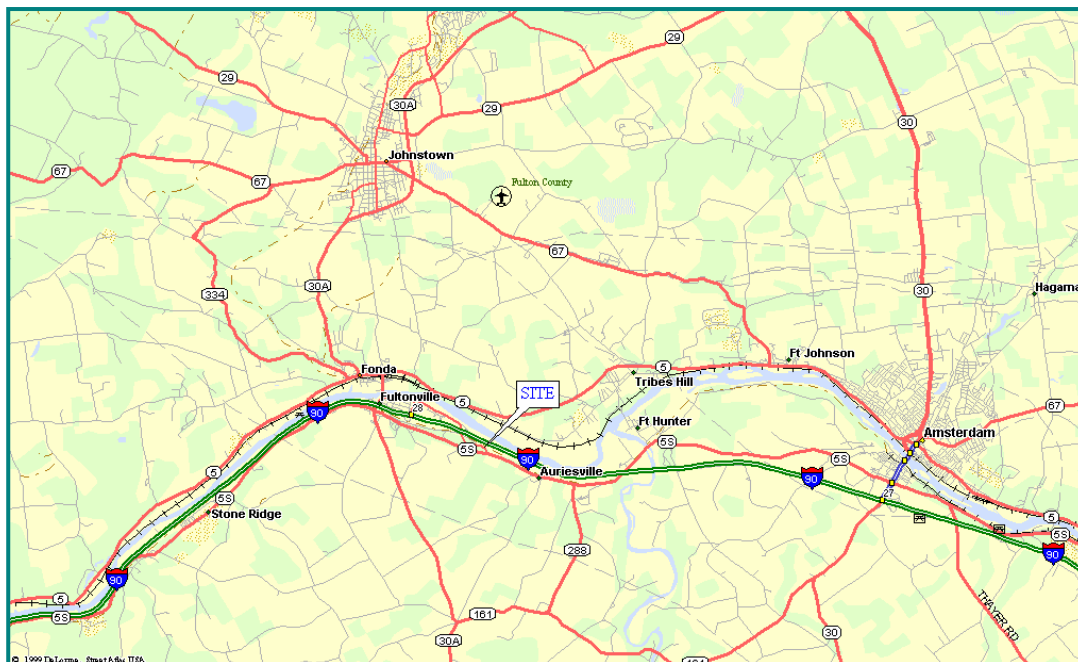 29
29
30A
29
30
67
Johnstown
67
Fulton County
67
30
Hagama
334
30A
Ft Johnson
5
Fonda
Tribes Hill
SITE
Fultonville
5
28
90
67
Ft Hunter
Amsterdam
5S
5S
5S
90
5
Auriesville
90
27
5S
Stone Ridge
5
5S
288
90
90
5
THAYER RD
5S
161
30
30A
© 1999 DeLorme. Street Atlas USA